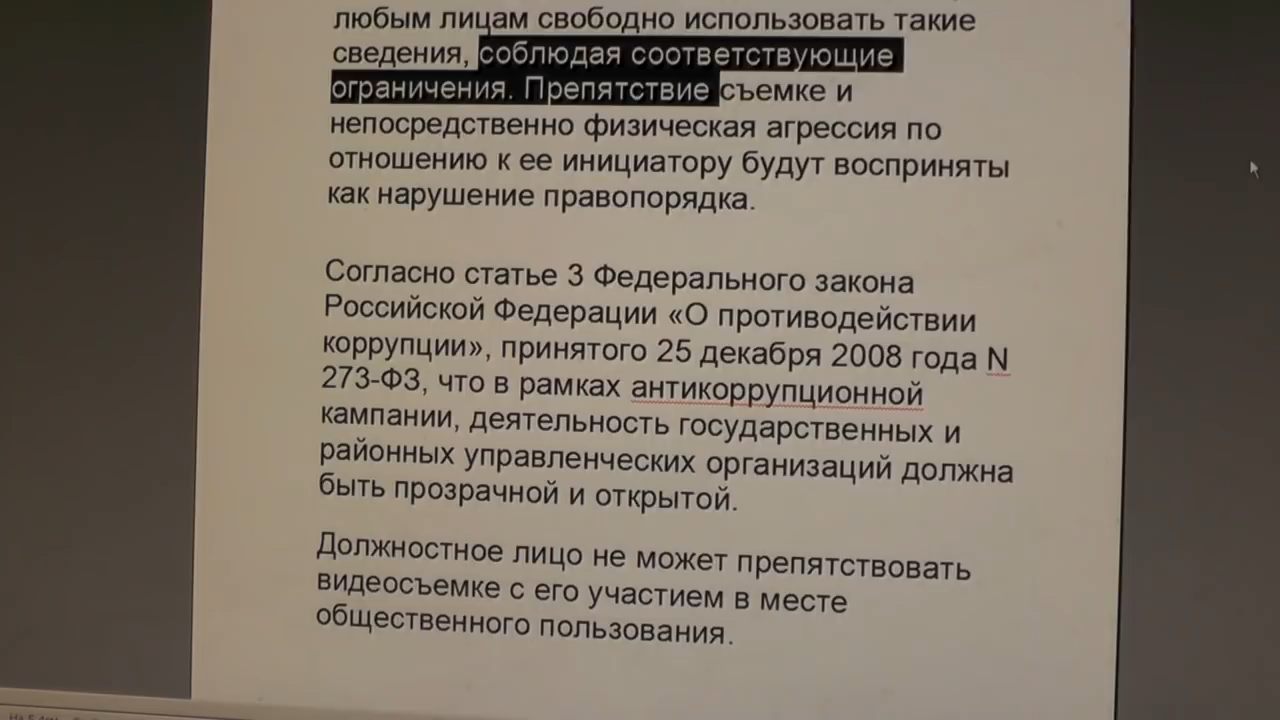 любым лицам свободно использовать такие
сведения, соблюдая соответствующие
ограничения. Препятствие съемке и
непосредственно физическая агрессия по
отношению к ее инициатору будут восприняты
как нарушение правопорядка.
Согласно статье 3 Федерального закона
Российской Федерации «О противодействии
коррупции», принятого 25 декабря 2008 года N
273-ФЗ, что в рамках антикоррупционной
кампании, деятельность государственных и
районных управленческих организаций должна
быть прозрачной и открытой.
Должностное лицо не может препятствовать
видеосъемке с его участием в месте
общественного пользования.